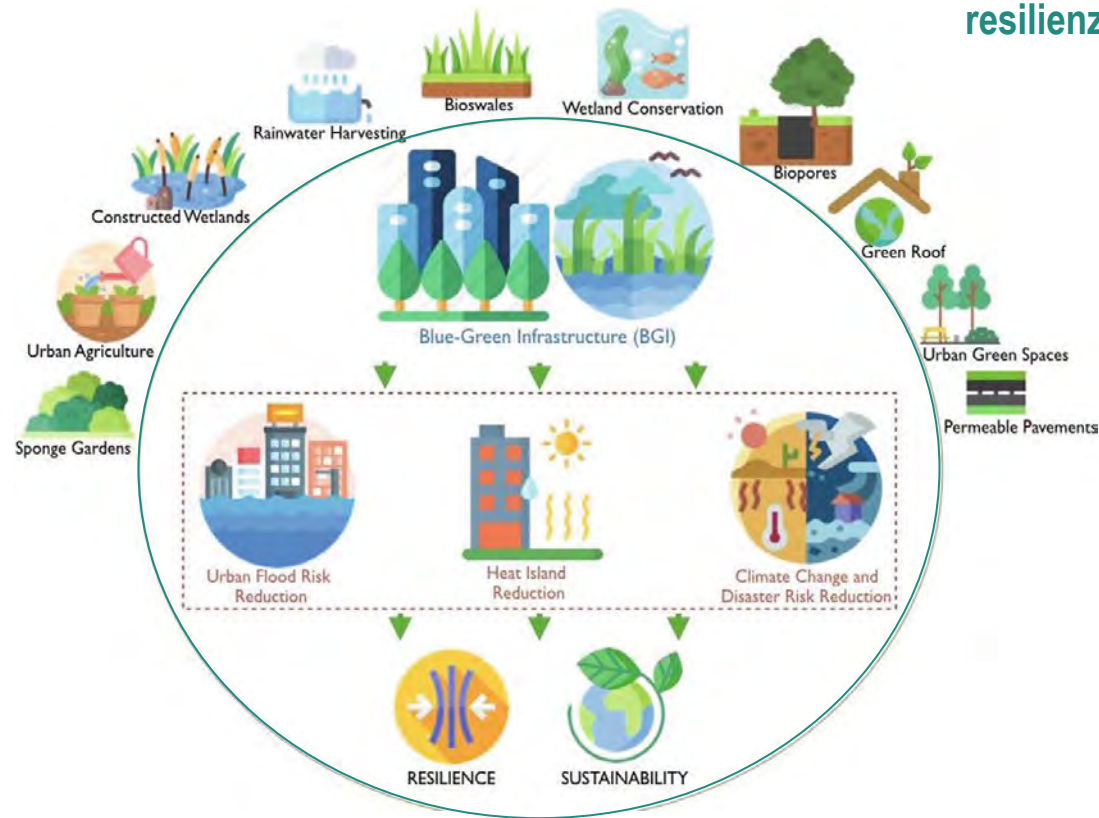 resilienz
Bioswales
Wetland Conservation
Rainwater Harvesting
Biopores
Constructed Wetlands
Green Roof
Urban Agriculture
Urban Green Spaces
Sponge Gardens
Permeable Pavements
Blue-Green Infrastructure (BGI)
Urban Flood Risk
Reduction
Heat Island
Reduction
Climate Change and
Disaster Risk Reduction
RESILIENCE
SUSTAINABILITY